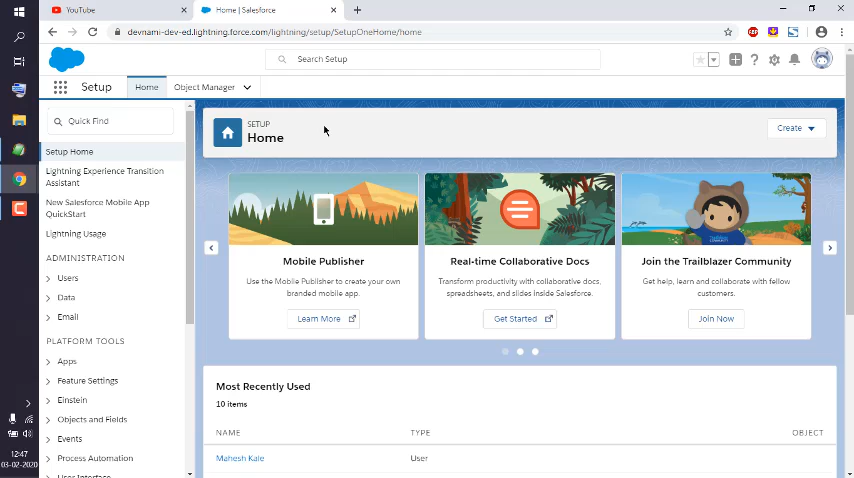 YouTube
Home | Salesforce
devnami-dev-ed.lightning.force.com/lightning/setup/SetupOneHome/home
ABP
Search Setup
Setup
Home
Object Manager
Quick Find
SETUP
Home
Create
Setup Home
Lightning Experience Transition
Assistant
New Salesforce Mobile App
QuickStart
Lightning Usage
ADMINISTRATION
Users
Data
Email
PLATFORM TOOLS
Apps
Feature Settings
Einstein
Objects and Fields
Events
Process Automation
User Interface
Mobile Publisher
Use the Mobile Publisher to create your own
branded mobile app.
Learn More
Real-time Collaborative Docs
Transform productivity with collaborative docs,
spreadsheets, and slides inside Salesforce.
Get Started
Join the Trailblazer Community
Get help, learn and collaborate with fellow
customers.
Join Now
Most Recently Used
10 items
NAME
TYPE
OBJECT
Mahesh Kale
User
12:47
03-02-2020